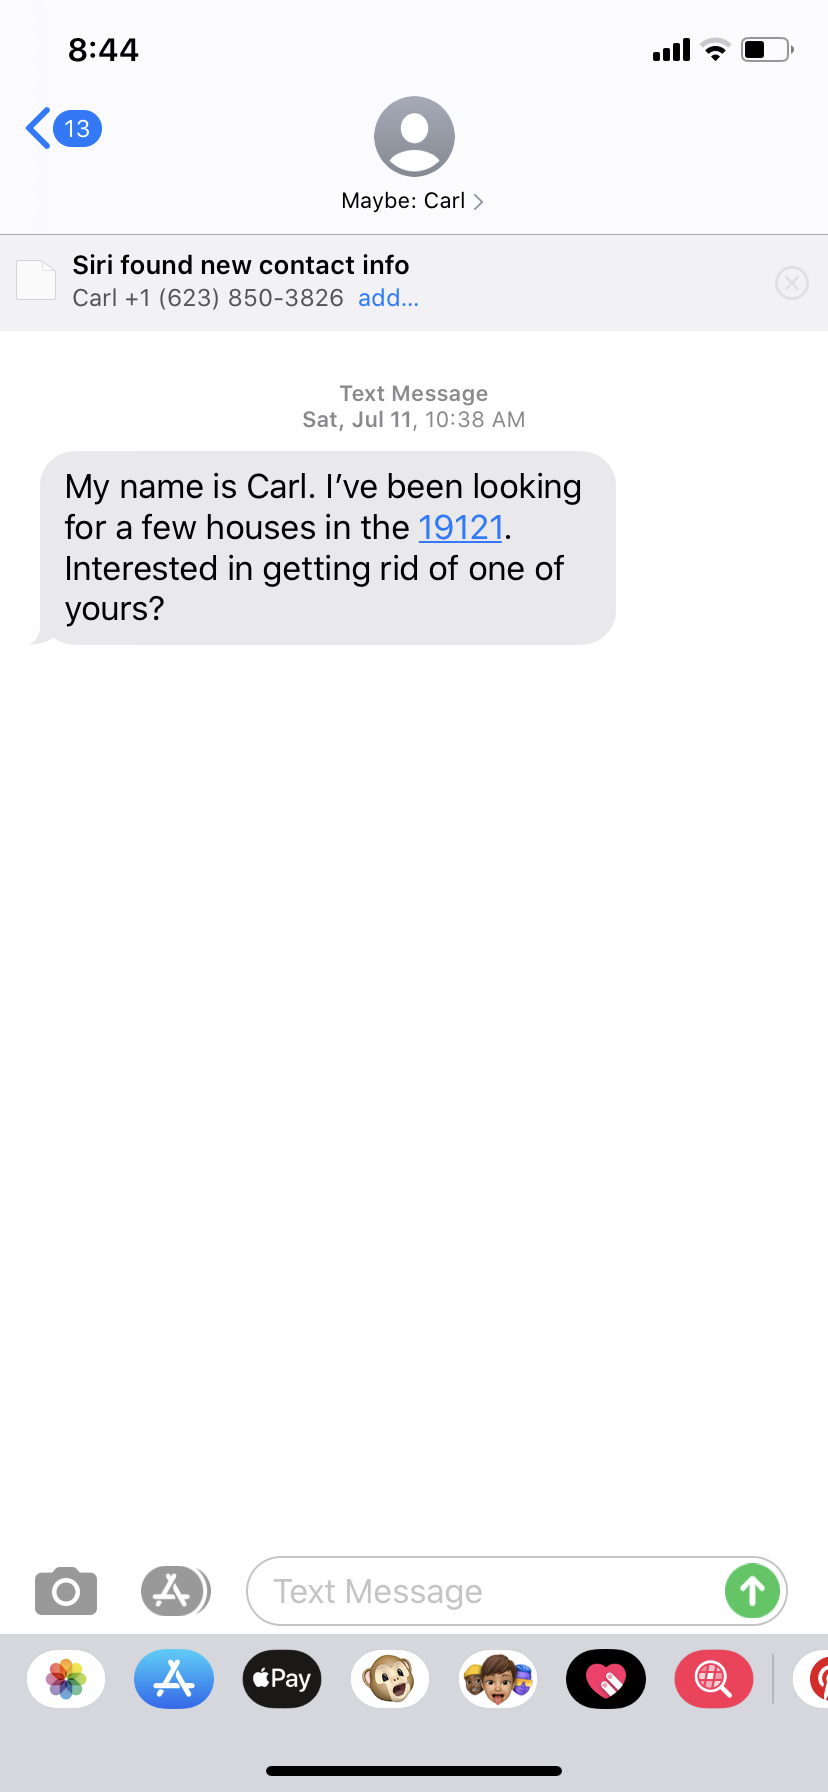 8:44
13
Maybe: Carl
Siri found new contact info
Carl +1 (623) 850-3826 add...
Text Message
Sat, Jul 11, 10:38 AM
My name is Carl. I’ve been looking
for a few houses in the 19121.
Interested in getting rid of one of
yours?
Text Message
Pay